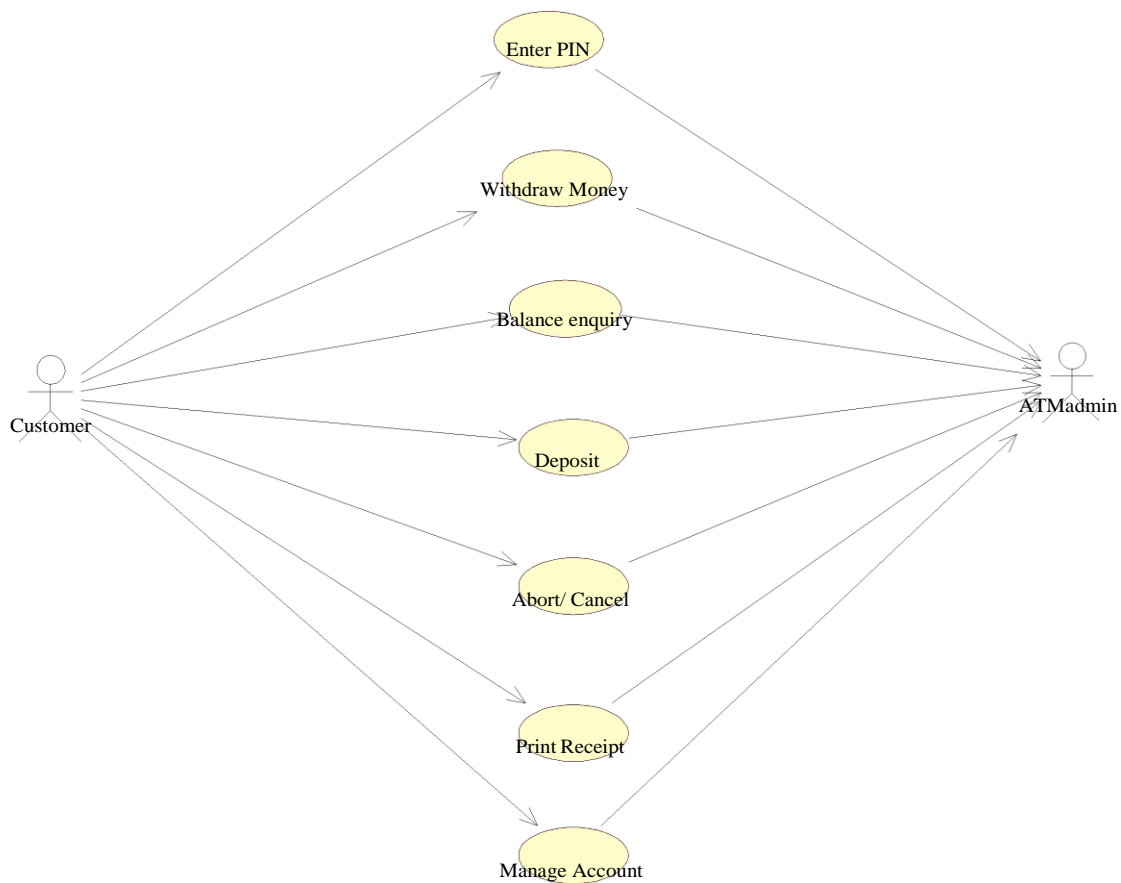 Enter PIN
Withdraw Money
Balance enquiry
Customer
ATMadmin
Deposit
Abort/ Cancel
Print Receipt
Manage Account